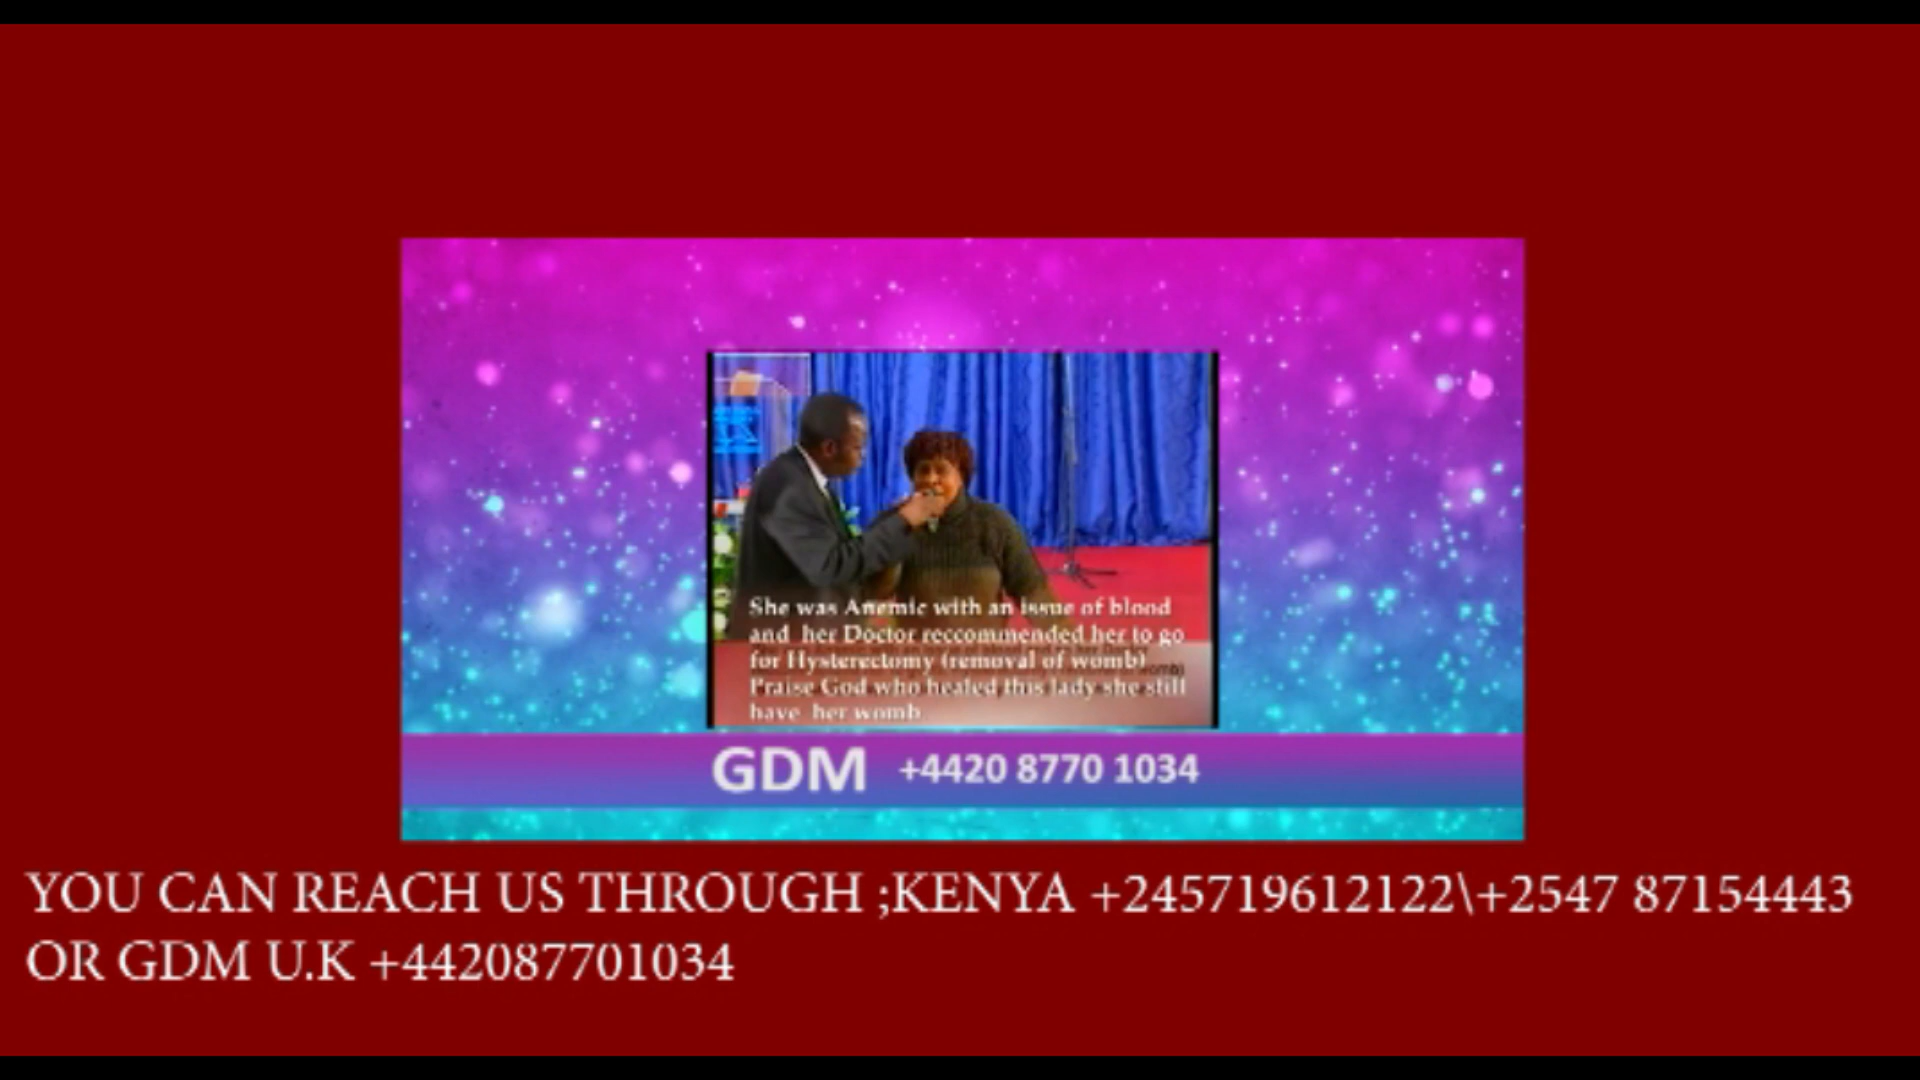 She was Anemic with an issue of blood
and her Doctor reccommended her to go
for Hysterectomy (removal of womb)
womb)
Praise God who healed this lady she still
have her womb.
GDM +4420 8770 1034
YOU CAN REACH US THROUGH ;KENYA +245719612122\+2547 87154443
OR GDM U.K +442087701034